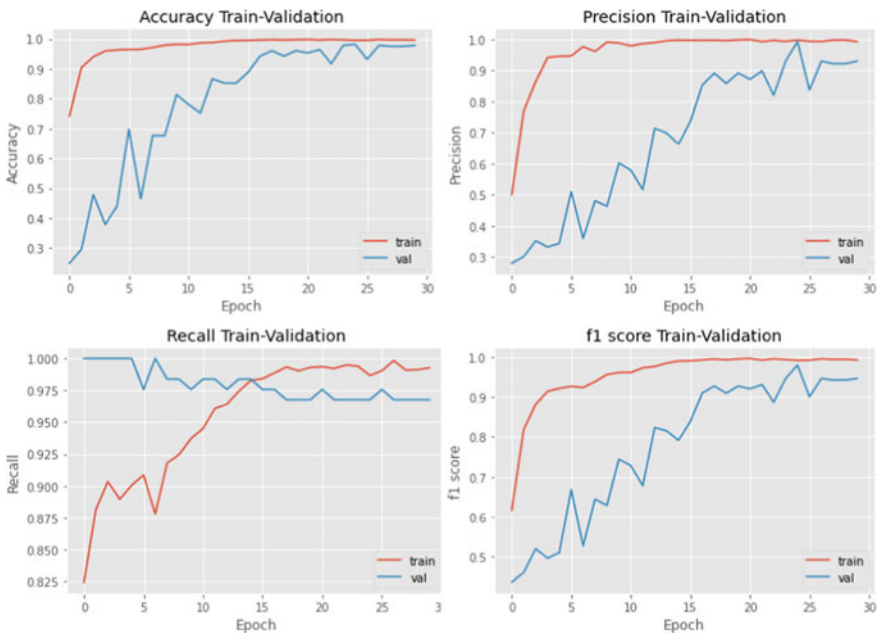 Accuracy Train-Validation
1.0
0.9
0.8
0.7
0.6
0.5
0.4
0.3
Accuracy
0 5 10 15 20 25 30
Epoch
train
val
Precision Train-Validation
1.0
0.9
0.8
0.7
0.6
0.5
0.4
0.3
Precision
0 5 10 15 20 25 30
Epoch
train
val
Recall Train-Validation
1.000
0.975
0.950
0.925
0.900
0.875
0.850
0.825
Recall
0 5 10 15 20 25 3
Epoch
train
val
f1 score Train-Validation
1.0
0.9
0.8
0.7
0.6
0.5
f1 score
0 5 10 15 20 25 30
Epoch
train
val